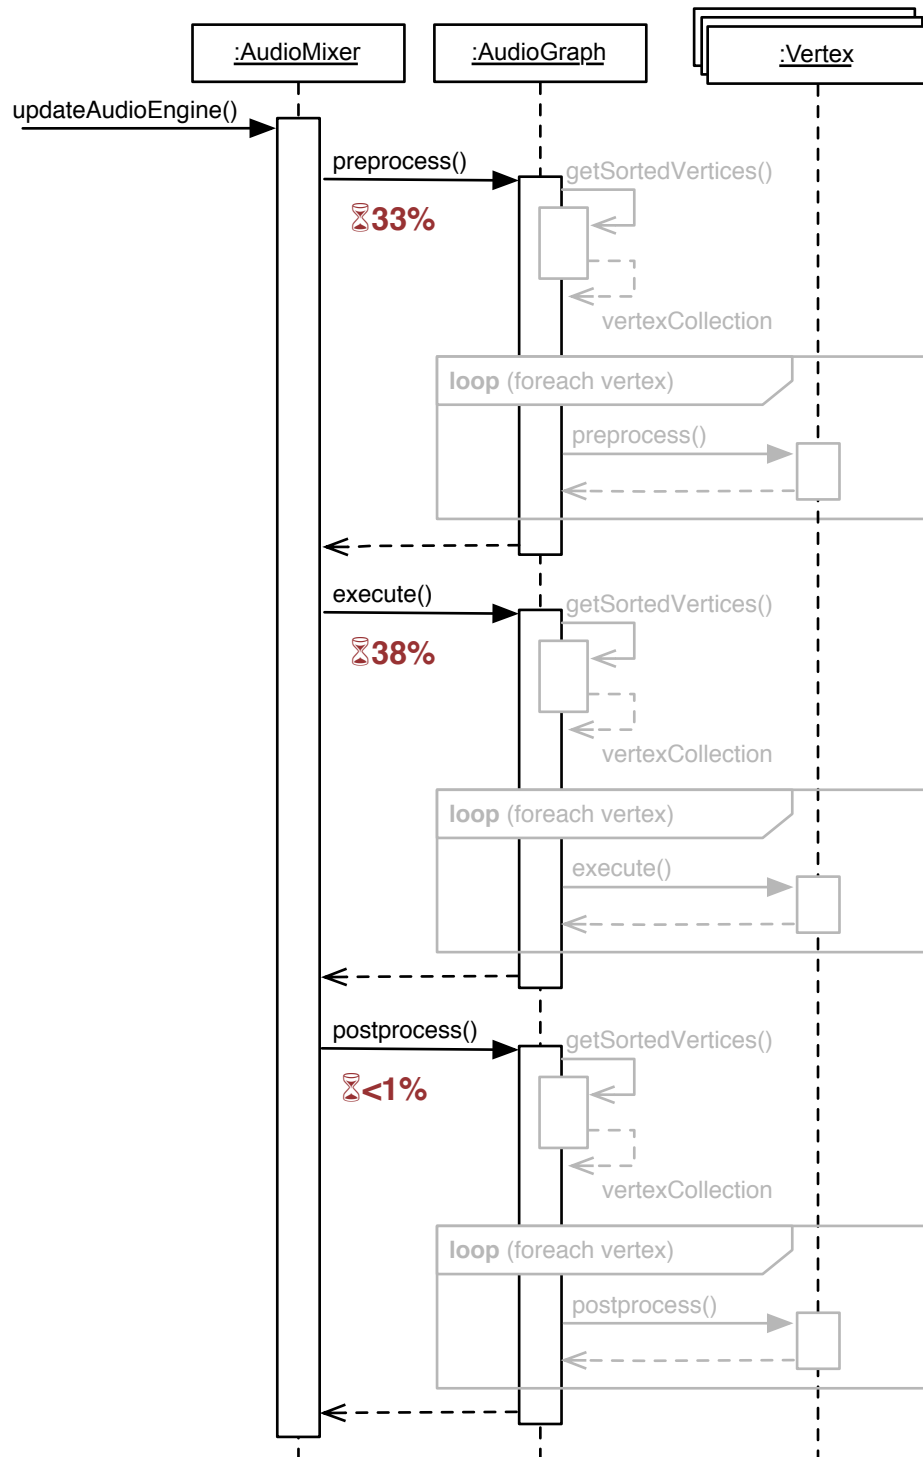 :AudioMixer
:AudioGraph
:Vertex
updateAudioEngine()
preprocess()
getSortedVertices()
⌛33%
vertexCollection
loop (foreach vertex)
preprocess()
execute()
getSortedVertices()
⌛38%
vertexCollection
loop (foreach vertex)
execute()
postprocess()
getSortedVertices()
⌛<1%
vertexCollection
loop (foreach vertex)
postprocess()